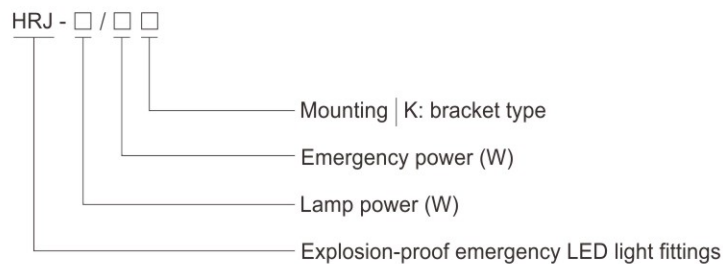 HRJ - □ / □ □
Mounting | K: bracket type
Emergency power (W)
Lamp power (W)
Explosion-proof emergency LED light fittings